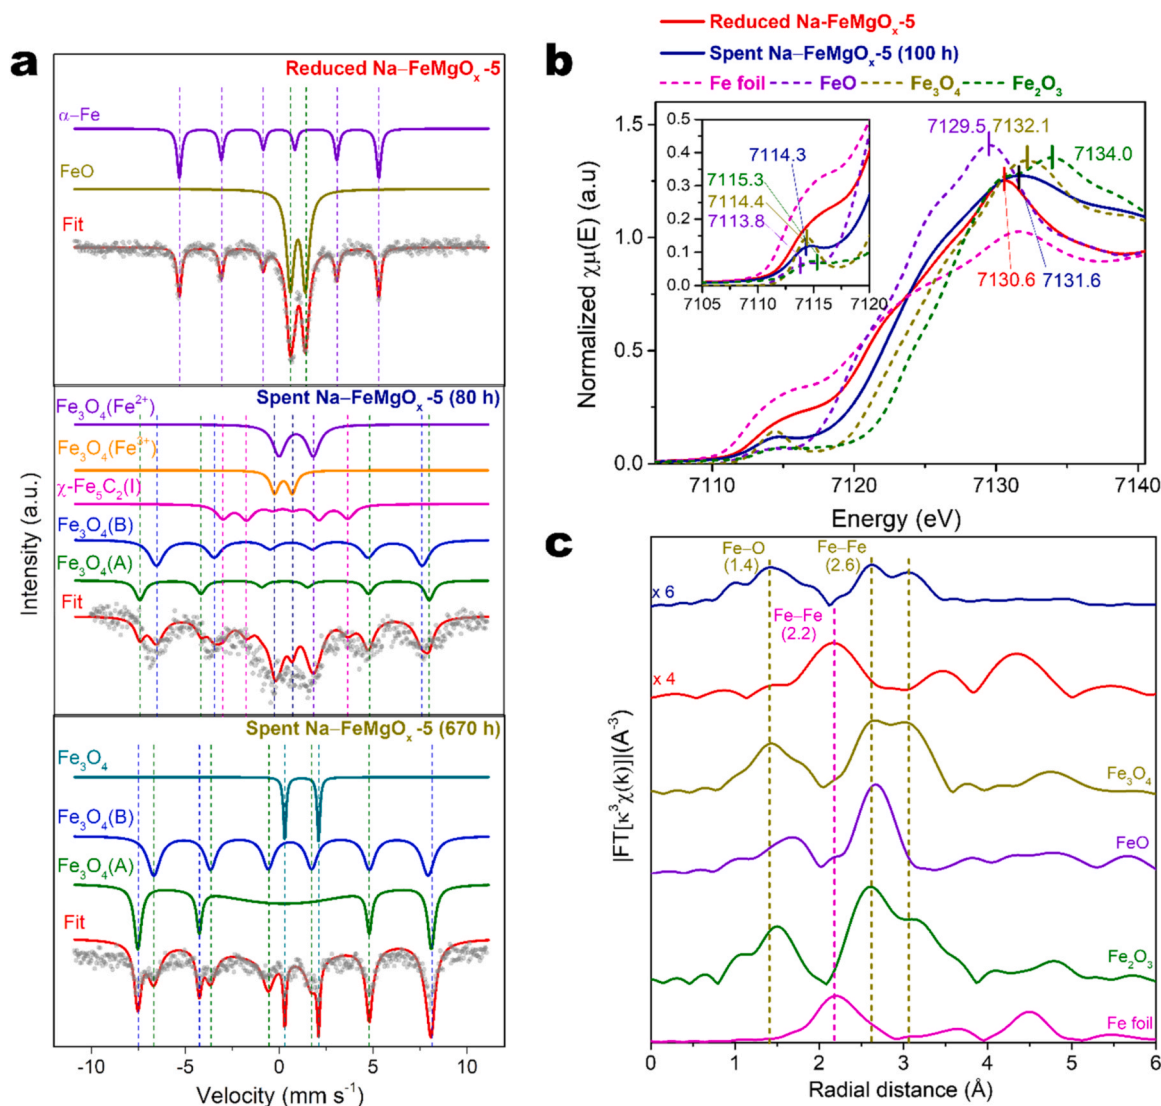 a
Reduced Na–FeMgOₓ -5
α–Fe
FeO
Fit
Spent Na–FeMgOₓ -5 (80 h)
Fe₃O₄(Fe²⁺)
Fe₃O₄(Fe³⁺)
χ-Fe₅C₂(I)
Fe₃O₄(B)
Fe₃O₄(A)
Fit
Spent Na–FeMgOₓ -5 (670 h)
Fe₃O₄
Fe₃O₄(B)
Fe₃O₄(A)
Fit
Intensity (a.u.)
-10 -5 0 5 10
Velocity (mm s⁻¹)
Reduced Na-FeMgOₓ-5
Spent Na–FeMgOₓ-5 (100 h)
Fe foil FeO Fe₃O₄ Fe₂O₃
b
7129.5 7132.1
7134.0
7130.6 7131.6
0.5
0.4
0.3
0.2
0.1
0.0
7114.3
7115.3
7114.4
7113.8
7105 7110 7115 7120
1.5
1.0
0.5
0.0
Normalized χμ(E) (a.u)
7110 7120 7130 7140
Energy (eV)
c
Fe–O
(1.4)
Fe–Fe
(2.6)
x 6
Fe–Fe
(2.2)
x 4
Fe₃O₄
FeO
Fe₂O₃
Fe foil
|FT[κ³χ(k)]|(A⁻³)
0 1 2 3 4 5 6
Radial distance (Å)